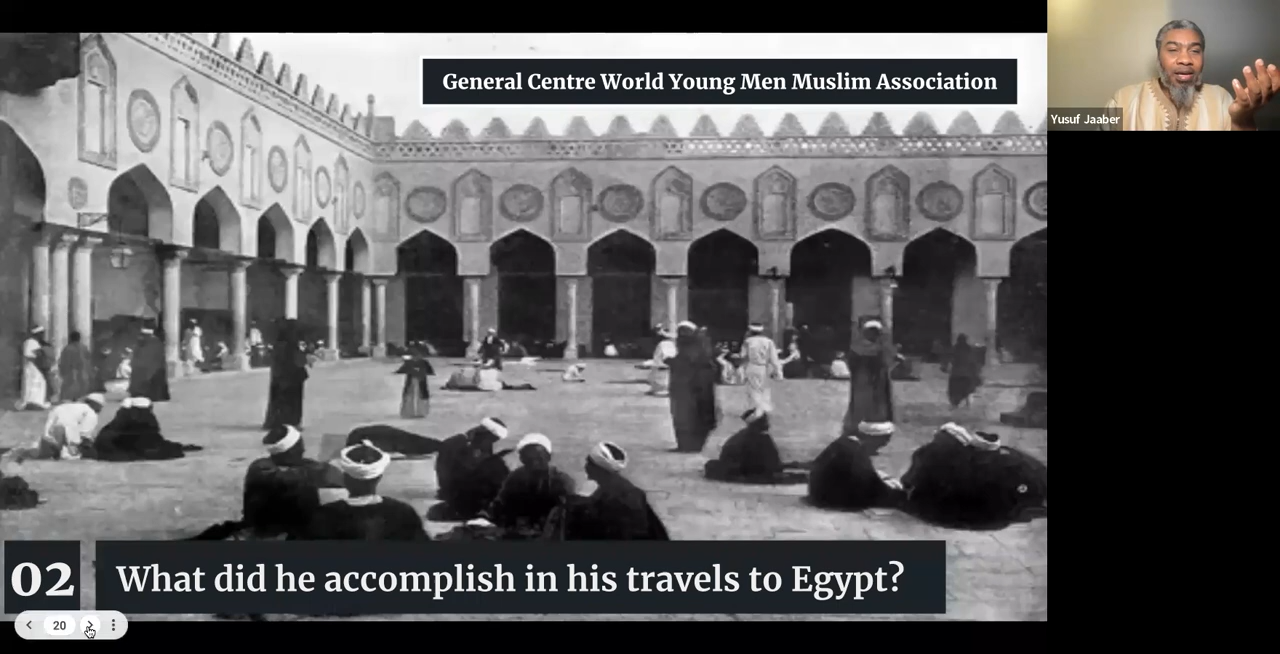 General Centre World Young Men Muslim Association
Yusuf Jaaber
02
What did he accomplish in his travels to Egypt?
20